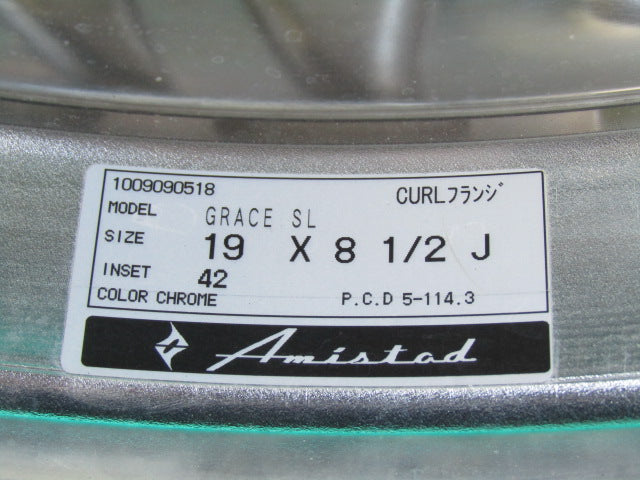 1009090518 CURLフランジ
MODEL GRACE SL
SIZE 19 X 8 1/2 J
INSET 42
COLOR CHROME P.C.D 5-114.3
Amistad